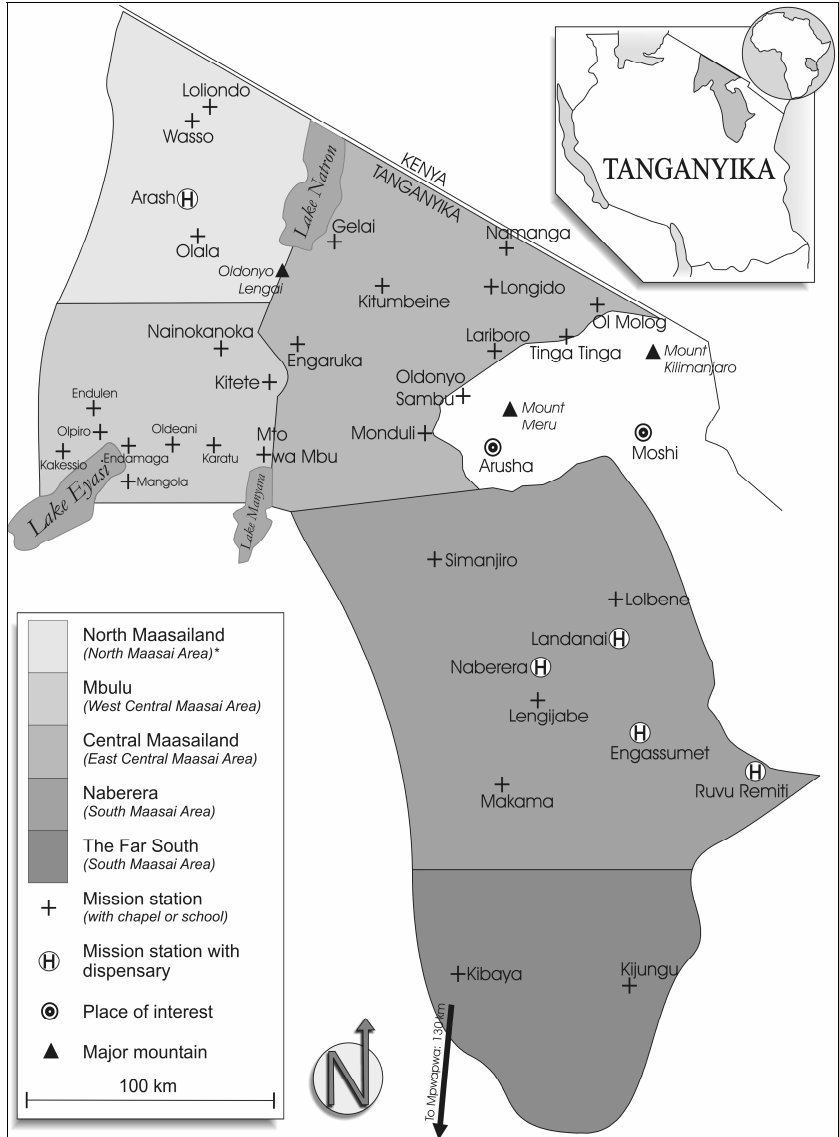 Loliondo
Wasso
Arash
H
Olala
Lake Natron
KENYA
TANGANYIKA
TANGANYIKA
Gelai
Namanga
Oldonyo
Lengai
Kitumbeine
Longido
Ol Molog
Nainokanoka
Engaruka
Lariboro
Tinga Tinga
Mount
Kilimanjaro
Kitete
Oldonyo
Sambu
Mount
Meru
Endulen
Olpiro
Oldeani
Mto
wa Mbu
Monduli
Arusha
Moshi
Kakessio
Endamaga
Karatu
Mangola
Lake Eyasi
Lake Manyara
Simanjiro
Lolbene
Landanai
H
Naberera
H
Lengijabe
H
Engassumet
H
Ruvu Remiti
Makama
Kibaya
Kijungu
To Mpwapwa: 130 km
North Maasailand
(North Maasai Area)*
Mbulu
(West Central Maasai Area)
Central Maasailand
(East Central Maasai Area)
Naberera
(South Maasai Area)
The Far South
(South Maasai Area)
Mission station
(with chapel or school)
H
Mission station with
dispensary
Place of interest
Major mountain
100 km
N